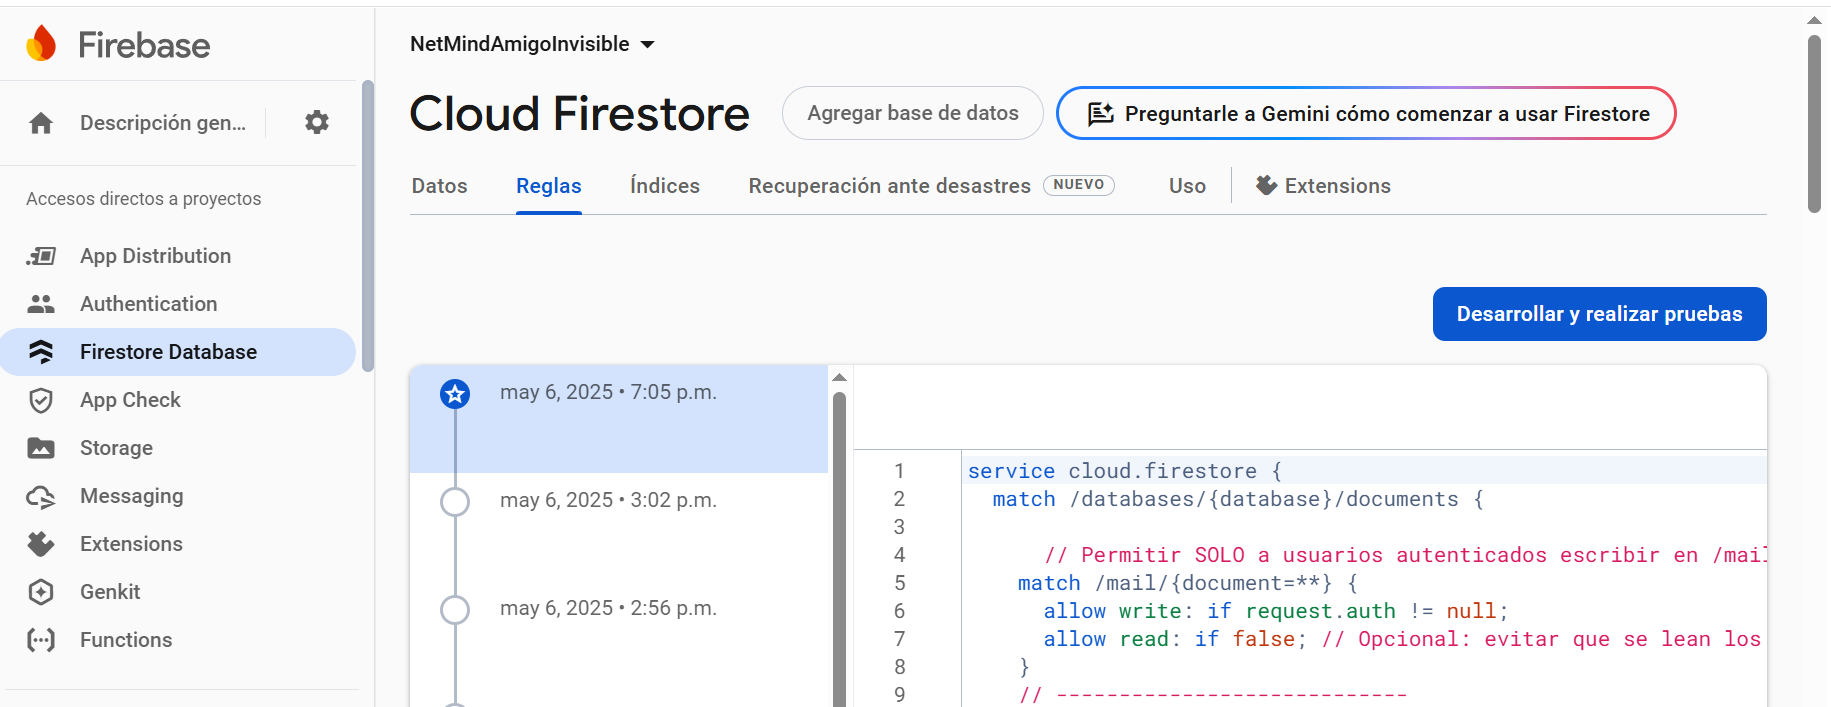 Firebase
Descripción gen...
Accesos directos a proyectos
App Distribution
Authentication
Firestore Database
App Check
Storage
Messaging
Extensions
Genkit
Functions
NetMindAmigoInvisible
Cloud Firestore
Agregar base de datos
Preguntarle a Gemini cómo comenzar a usar Firestore
Datos
Reglas
Índices
Recuperación ante desastres NUEVO
Uso
Extensions
Desarrollar y realizar pruebas
may 6, 2025 • 7:05 p.m.
may 6, 2025 • 3:02 p.m.
may 6, 2025 • 2:56 p.m.
1 service cloud.firestore {
2 match /databases/{database}/documents {
3
4 // Permitir SOLO a usuarios autenticados escribir en /mail
5 match /mail/{document=**} {
6 allow write: if request.auth != null;
7 allow read: if false; // Opcional: evitar que se lean los
8 }
9 // ----------------------------